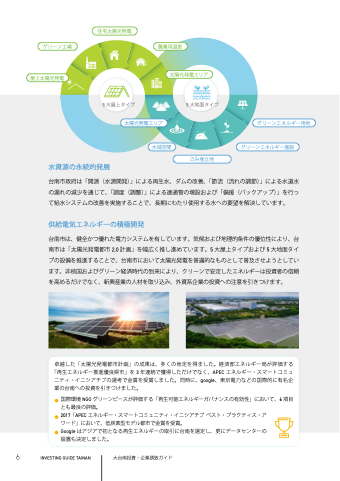 住宅太陽光発電
グリーン工場
農業用温室
屋上太陽光発電
太陽光発電エリア
5大屋上タイプ
5大地面タイプ
太陽光発電エリア
グリーンエネルギー用地
水域空間
グリーンエネルギー施設
ごみ埋立地
水資源の永続的発展
台南市政府は「開源（水源開発）」による再生水、ダムの改善、「節流（流れの調節）」による水道水
の漏れの減少を通じて、「調度（調整）」による連通管の増設および「備援（バックアップ）」を行っ
て給水システムの改善を実施することで、長期にわたり使用する水への要望を解決しています。
供給電気エネルギーの積極開発
台南市は、健全かつ優れた電力システムを有しています。気候および地理的条件の優位性により、台
南市は「太陽光発電都市 2.0 計画」を幅広く推し進めています。5 大屋上タイプおよび 5 大地面タイ
プの設備を推進することで、台南市において太陽光発電を普遍的なものとして普及させようとしてい
ます。非核国およびグリーン経済時代の到来により、クリーンで安定したエネルギーは投資者の信頼
を高めるだけでなく、新興産業の人材を取り込み、外資系企業の投資への注意を引きつけます。
卓越した「太陽光発電都市計画」の成果は、多くの肯定を得ました。経済部エネルギー局が評価する
「再生エネルギー推進優良県市」を 3 年連続で獲得しただけでなく、APEC エネルギー・スマートコミュ
ニティ・イニシアチブの選考で金賞を受賞しました。同時に、google、東京電力などの国際的に有名企
業の台南への投資を引きつけました。
国際環境 NGO グリーンピースが評価する「再生可能エネルギーガバナンスの有効性」において、4 項目
とも最良の評価。
2017「APEC エネルギー・スマートコミュニティ・イニシアチブ ベスト・プラクティス・ア
ワード」において、低炭素型モデル都市で金賞を受賞。
Google はアジアで初となる再生エネルギーの取引に台南を選定し、更にデータセンターの
設置も決定しました。
6 INVESTING GUIDE TAINAN 大台南投資・企業誘致ガイド